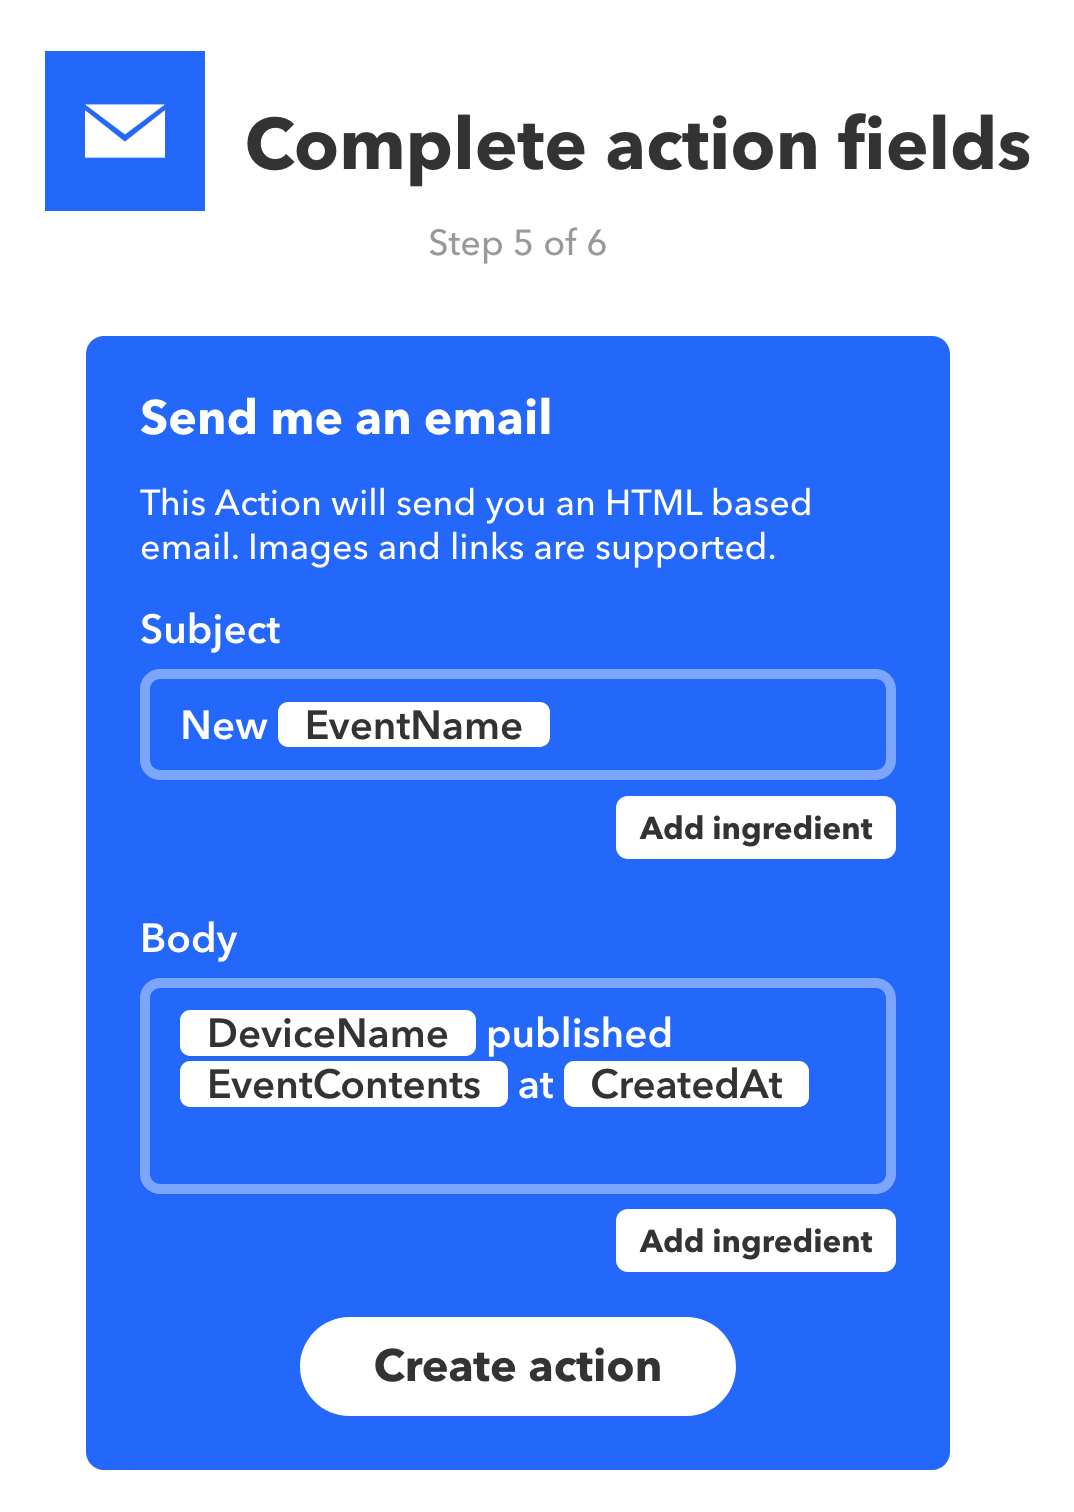 Complete action fields
Step 5 of 6
Send me an email
This Action will send you an HTML based
email. Images and links are supported.
Subject
New EventName
Add ingredient
Body
DeviceName published
EventContents at CreatedAt
Add ingredient
Create action